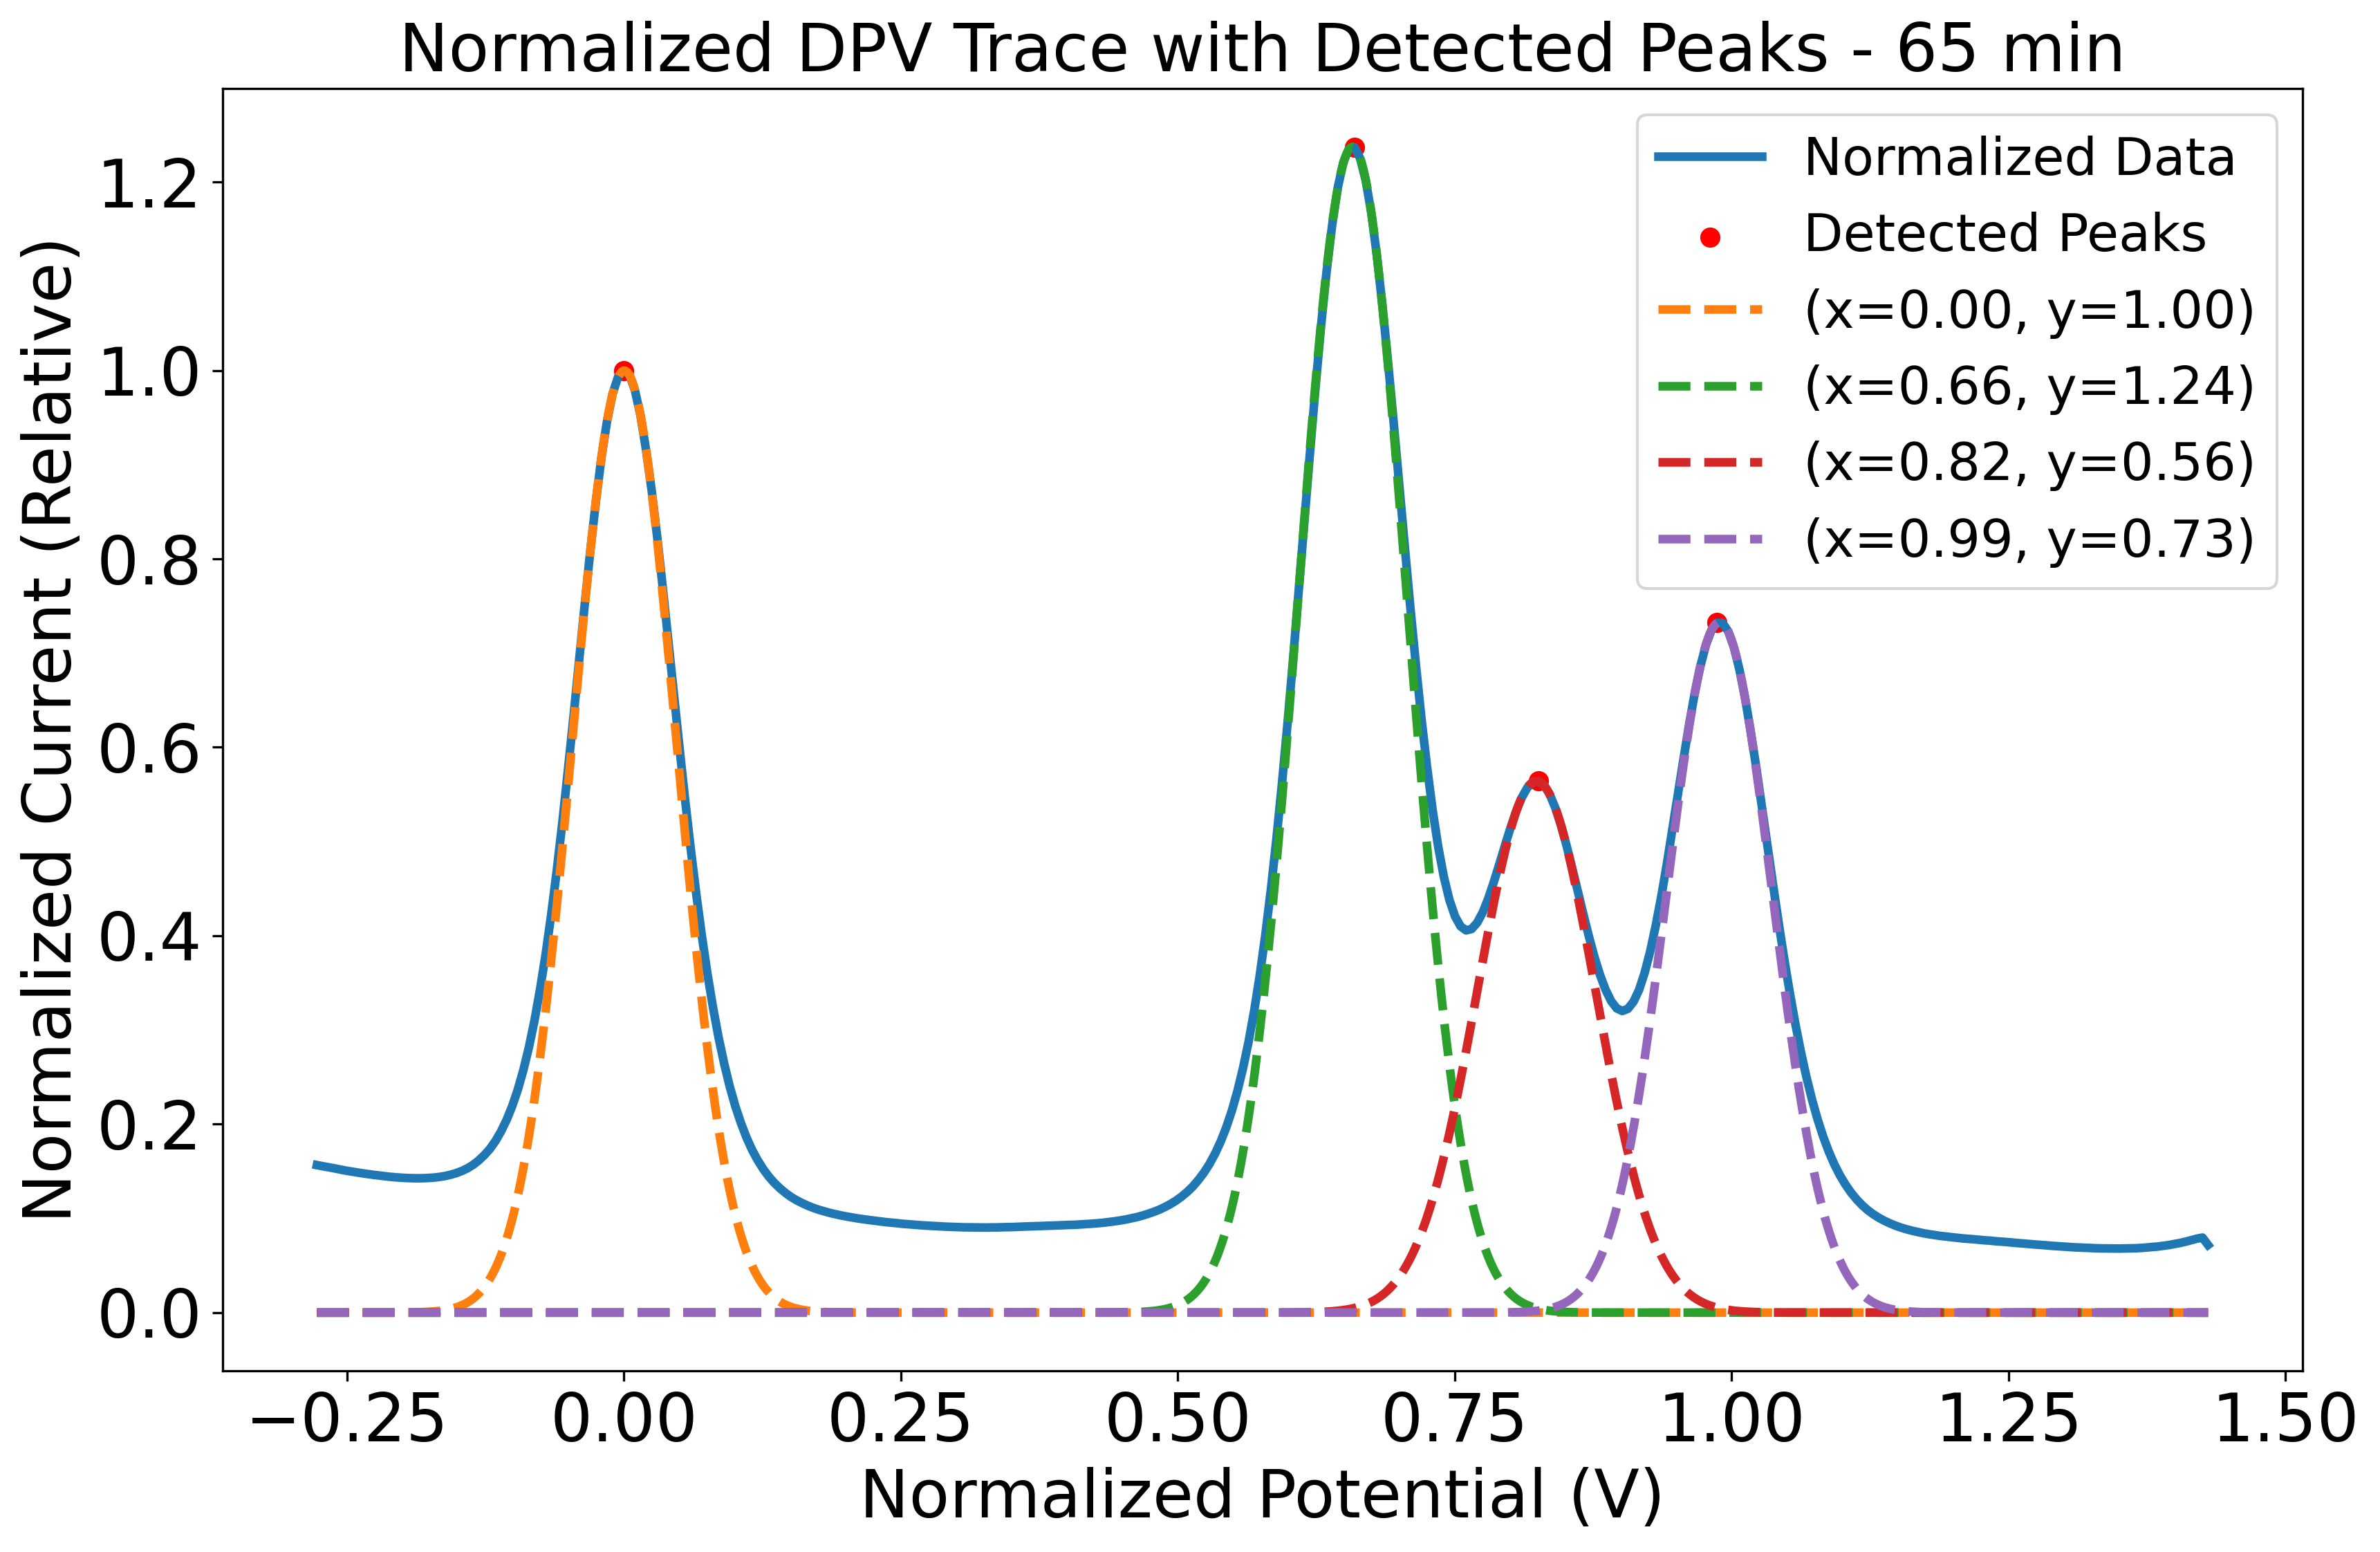 Normalized DPV Trace with Detected Peaks - 65 min
Normalized Current (Relative)
1.2
1.0
0.8
0.6
0.4
0.2
0.0
Normalized Data
Detected Peaks
(x=0.00, y=1.00)
(x=0.66, y=1.24)
(x=0.82, y=0.56)
(x=0.99, y=0.73)
−0.25 0.00 0.25 0.50 0.75 1.00 1.25 1.50
Normalized Potential (V)